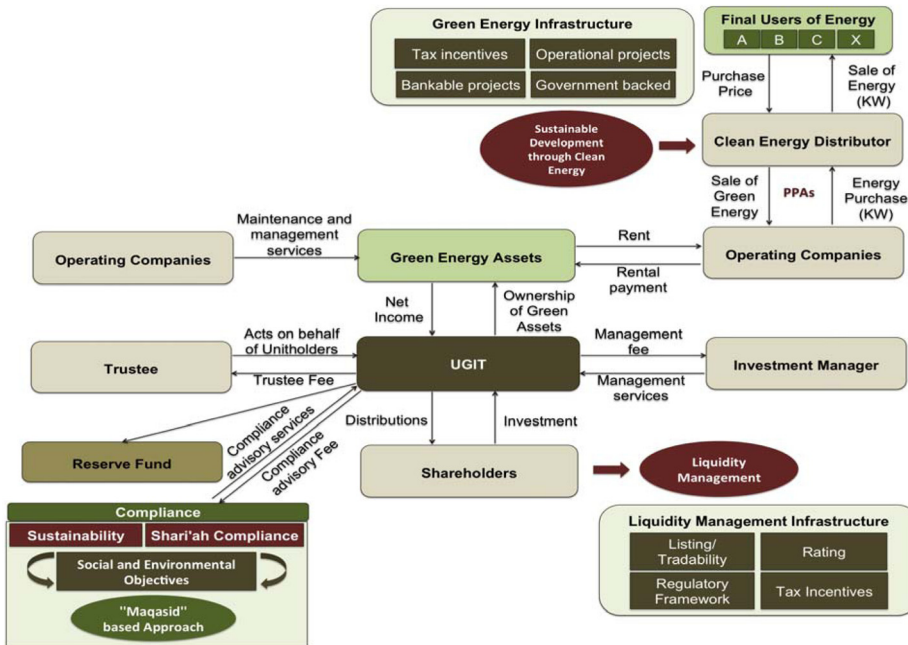 Green Energy Infrastructure
Tax incentives
Operational projects
Bankable projects
Government backed
Final Users of Energy
A
B
C
X
Purchase
Price
Sale of
Energy
(KW)
Sustainable
Development
through Clean
Energy
Clean Energy Distributor
Sale of
Green
Energy
PPAs
Energy
Purchase
(KW)
Operating Companies
Maintenance and
management
services
Green Energy Assets
Rent
Rental
payment
Operating Companies
Net
Income
Ownership
of Green
Assets
Trustee
Acts on behalf
of Unitholders
Trustee Fee
UGIT
Management
fee
Management
services
Investment Manager
Reserve Fund
Compliance
advisory services
Compliance
advisory Fee
Distributions
Investment
Shareholders
Liquidity
Management
Compliance
Sustainability
Shari'ah Compliance
Social and Environmental
Objectives
"Maqasid"
based Approach
Liquidity Management Infrastructure
Listing/
Tradability
Rating
Regulatory
Framework
Tax Incentives